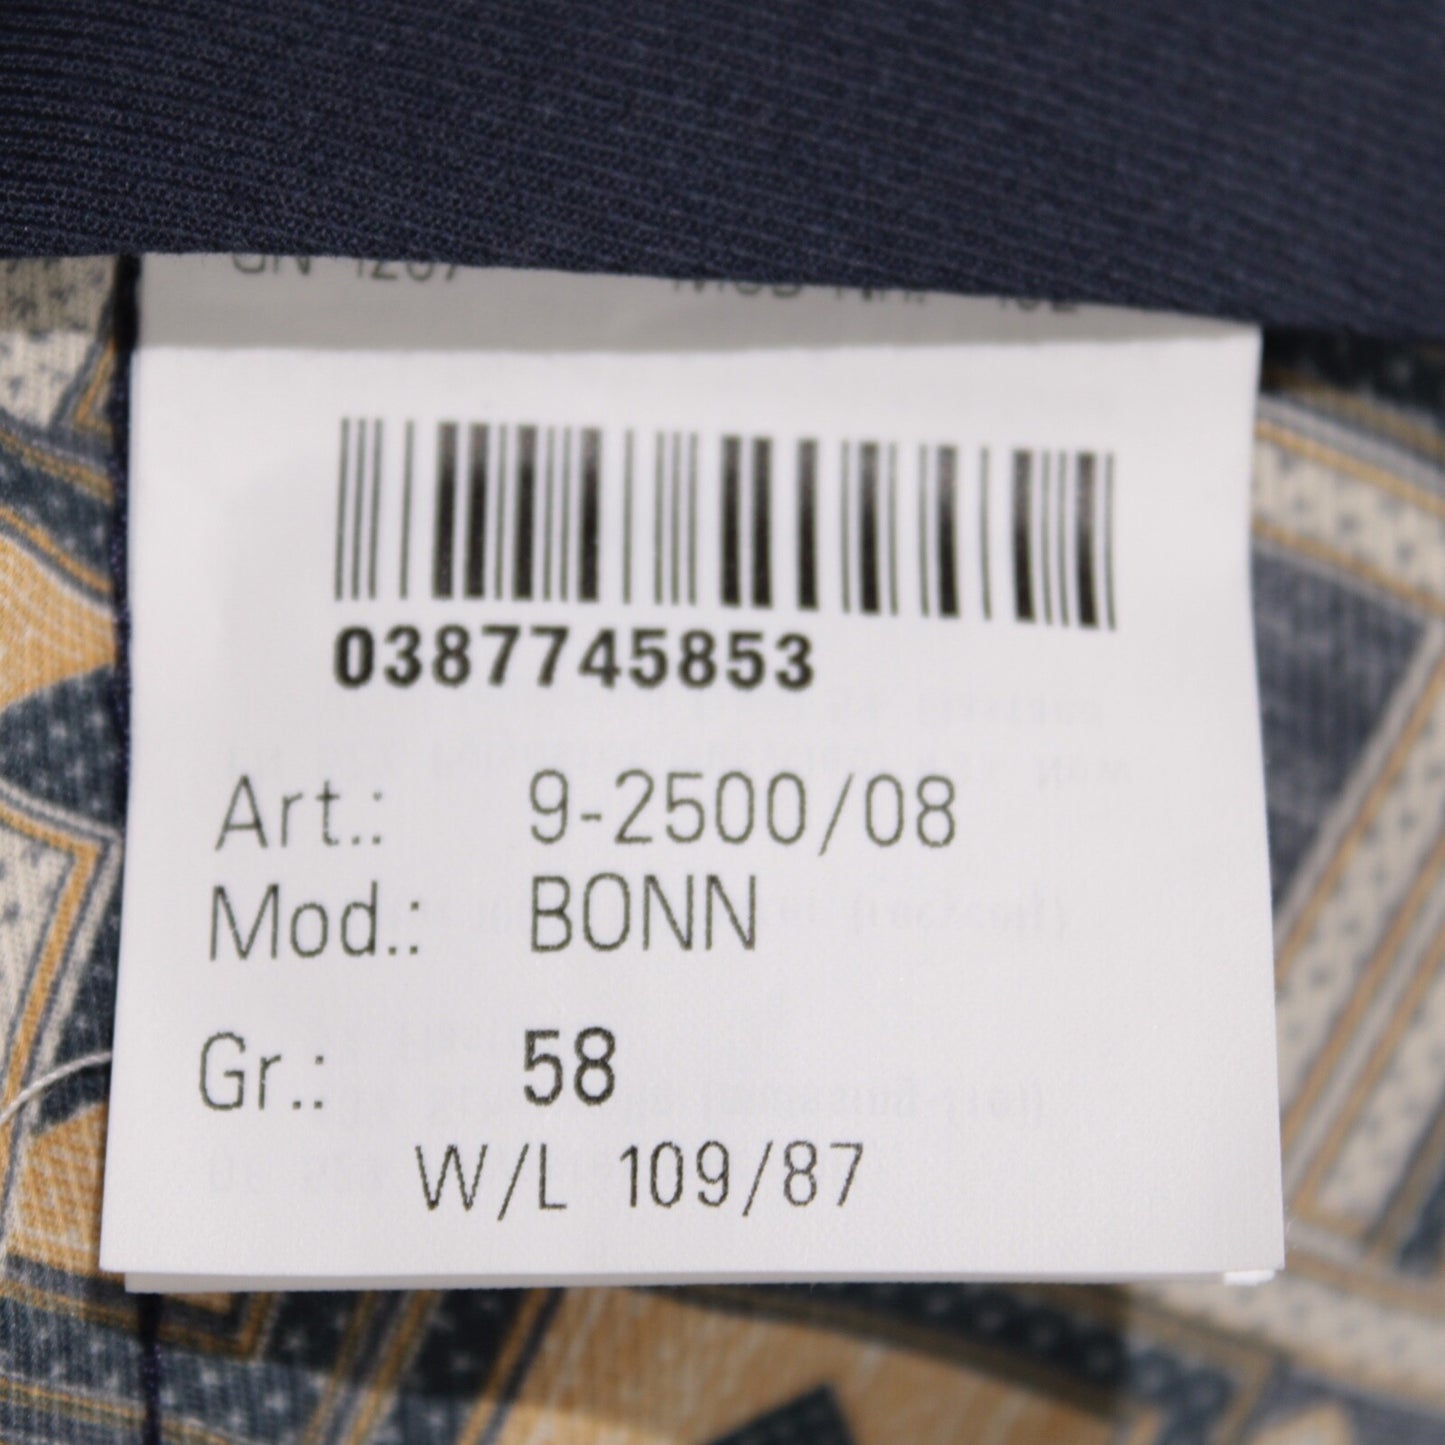 0387745853
Art.: 9-2500/08
Mod.: BONN
Gr.: 58
W/L 109/87